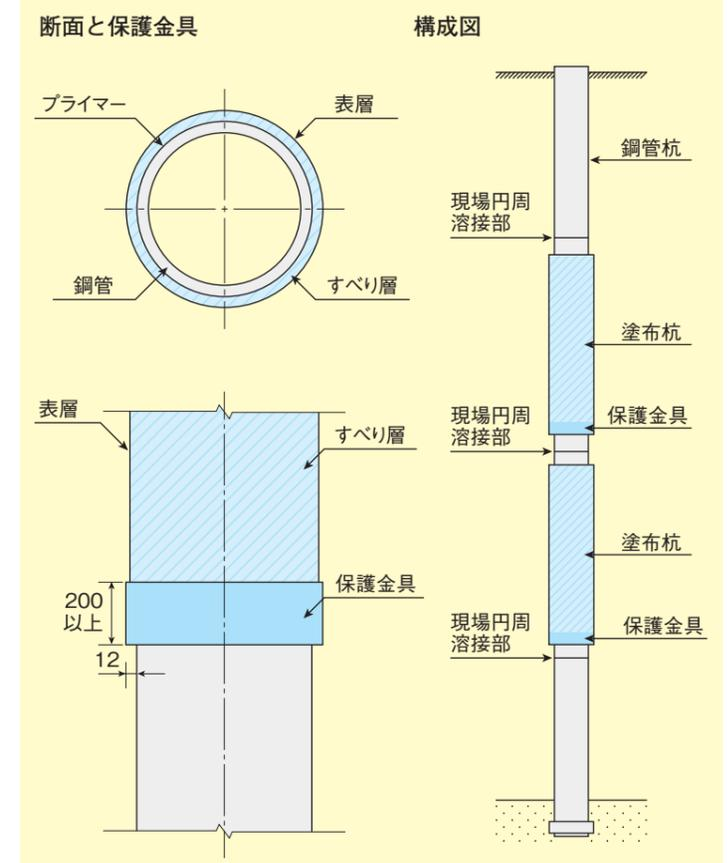 断面と保護金具
プライマー
表層
鋼管
すべり層
表層
すべり層
保護金具
200
以上
12
構成図
鋼管杭
現場円周
溶接部
塗布杭
保護金具
現場円周
溶接部
塗布杭
保護金具
現場円周
溶接部